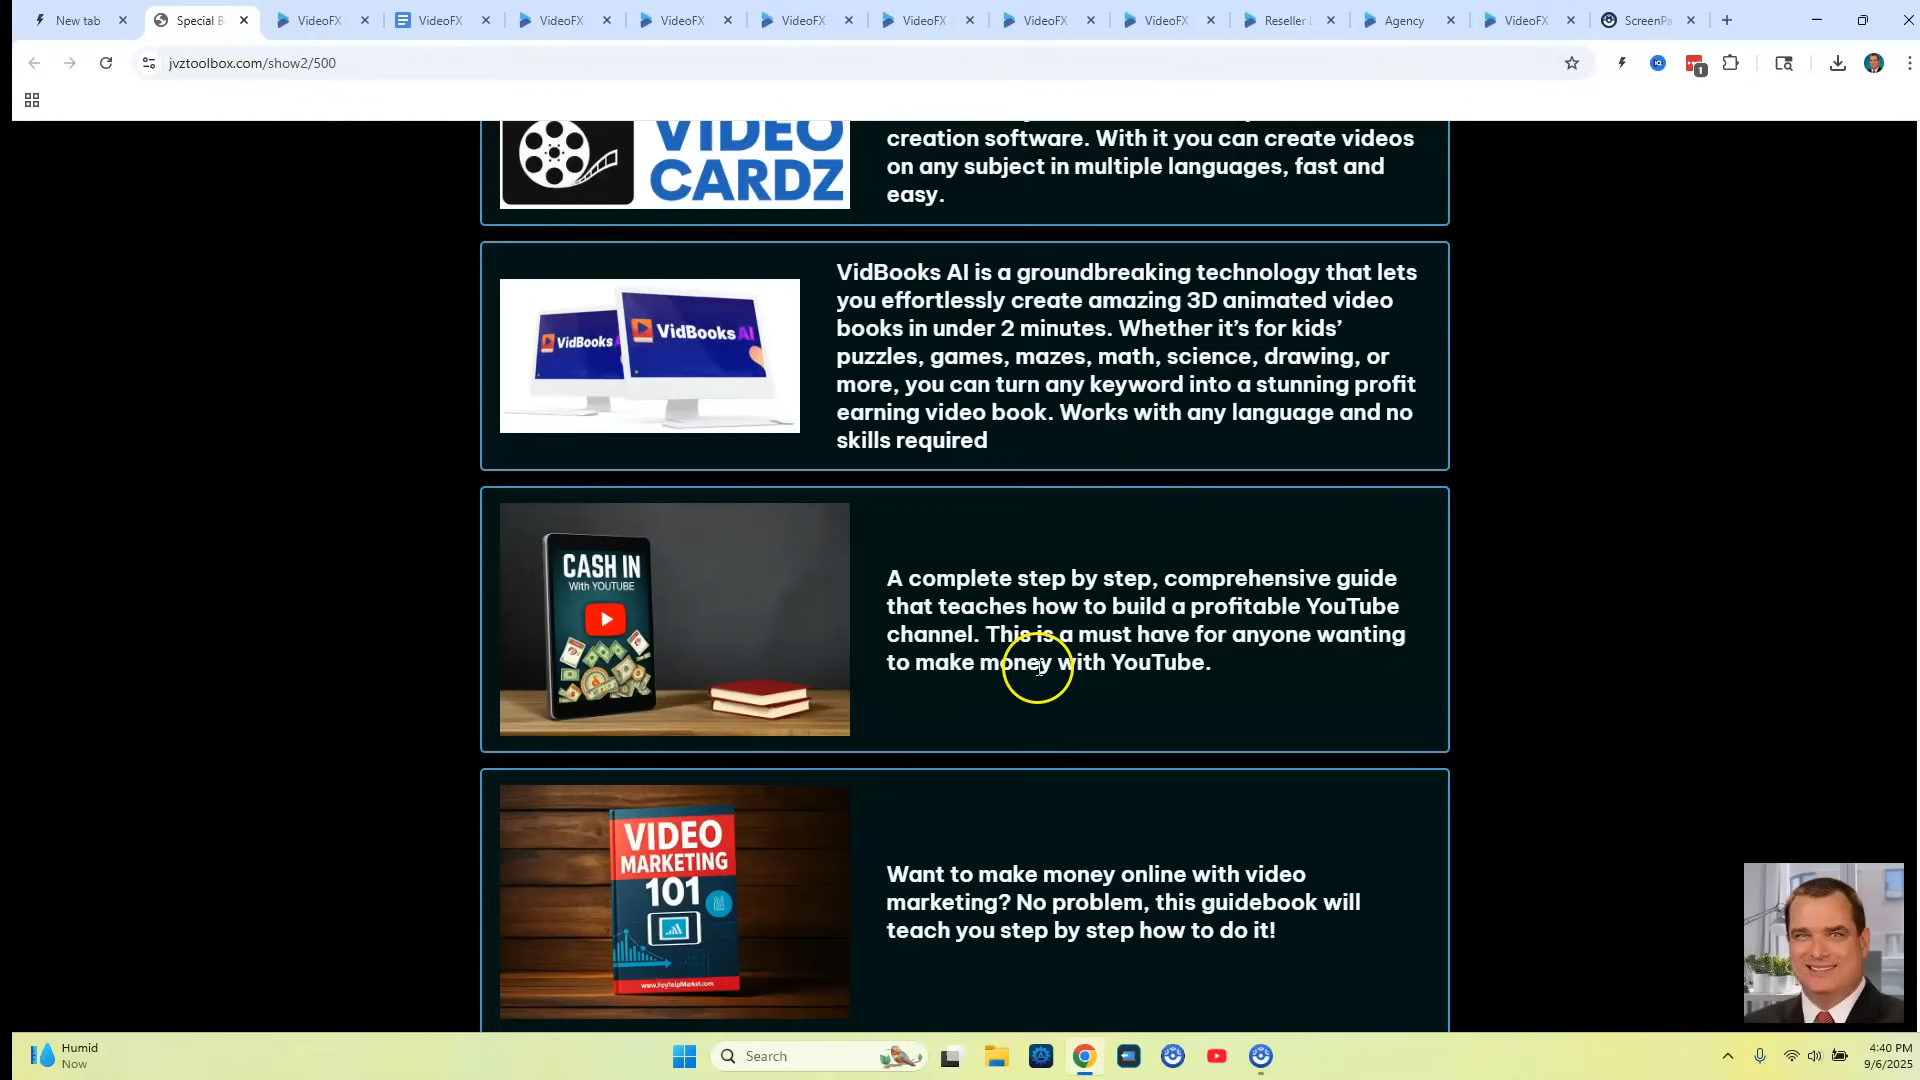 New tab
Special B
VideoFX
VideoFX
VideoFX
VideoFX
VideoFX
VideoFX
VideoFX
VideoFX
Reseller
Agency
VideoFX
ScreenPa
jvztoolbox.com/show2/500
1
VIDEO
CARDZ
creation software. With it you can create videos
on any subject in multiple languages, fast and
easy.
VidBooks
VidBooks AI
VidBooks AI is a groundbreaking technology that lets
you effortlessly create amazing 3D animated video
books in under 2 minutes. Whether it's for kids'
puzzles, games, mazes, math, science, drawing, or
more, you can turn any keyword into a stunning profit
earning video book. Works with any language and no
skills required
CASH IN
With YOUTUBE
A complete step by step, comprehensive guide
that teaches how to build a profitable YouTube
channel. This is a must have for anyone wanting
to make money with YouTube.
VIDEO
MARKETING
101
Want to make money online with video
marketing? No problem, this guidebook will
teach you step by step how to do it!
Humid
Now
Search
4:40 PM
9/6/2025